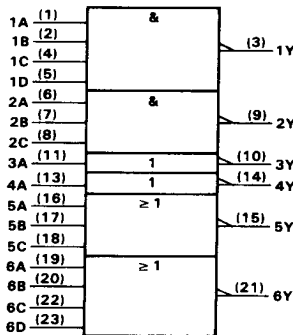 1A (1) &
1B (2)
(3) 1Y
1C (4)
1D (5)
2A (6) &
2B (7) (9) 2Y
2C (8)
3A (11) 1 (10) 3Y
4A (13) 1 (14) 4Y
5A (16) ≥ 1
5B (17) (15) 5Y
5C (18)
6A (19) ≥ 1
6B (20) (21) 6Y
6C (22)
6D (23)